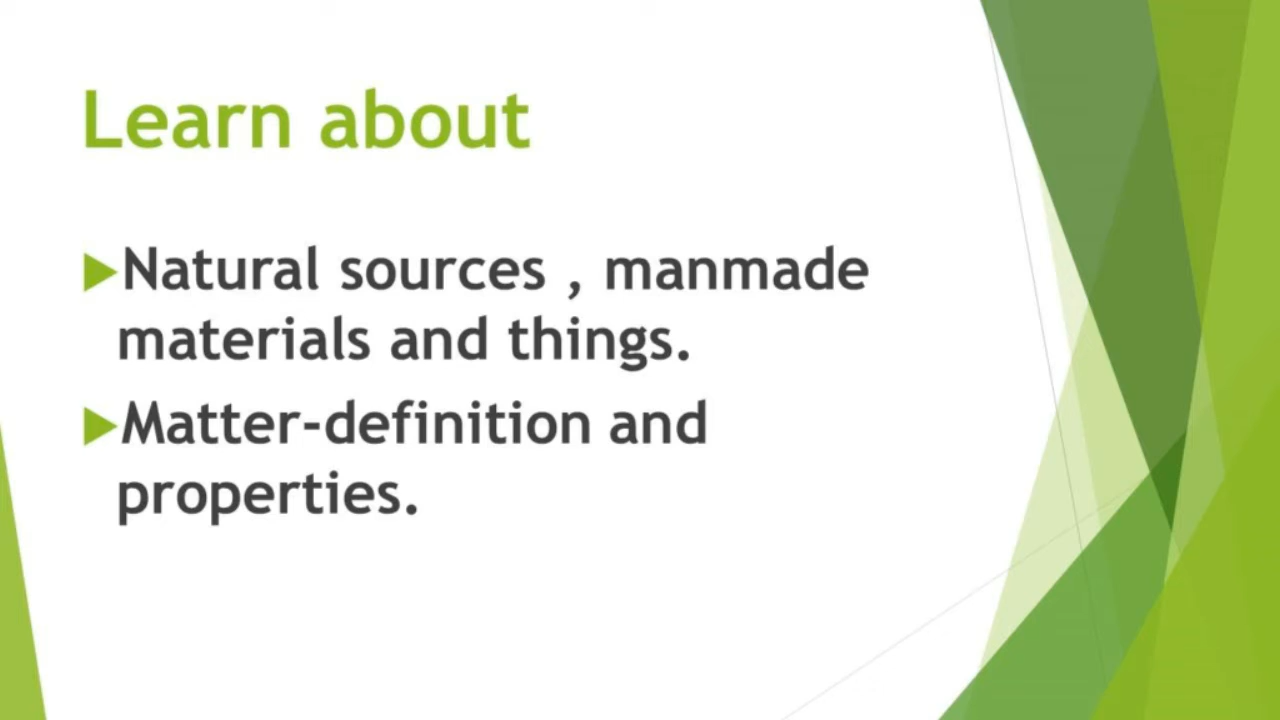 Learn about
Natural sources , manmade
materials and things.
Matter-definition and
properties.